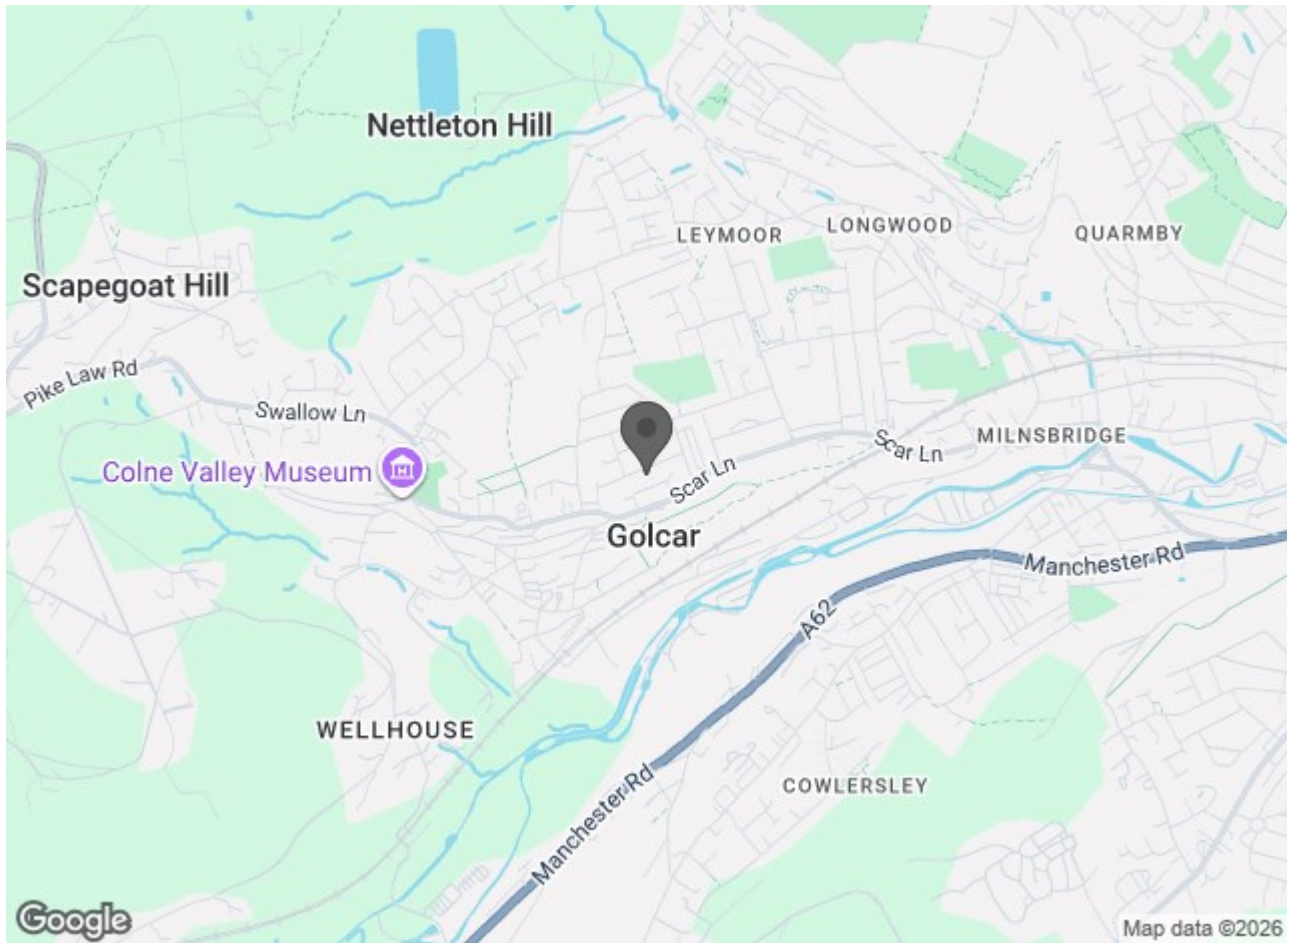 Nettleton Hill
LEYMOOR
LONGWOOD
QUARMBY
Scapegoat Hill
Pike Law Rd
Swallow Ln
Colne Valley Museum
Scar Ln
Scar Ln
MILNSBRIDGE
Golcar
Manchester Rd
A62
WELLHOUSE
COWLERSLEY
Manchester Rd
Google
Map data ©2026